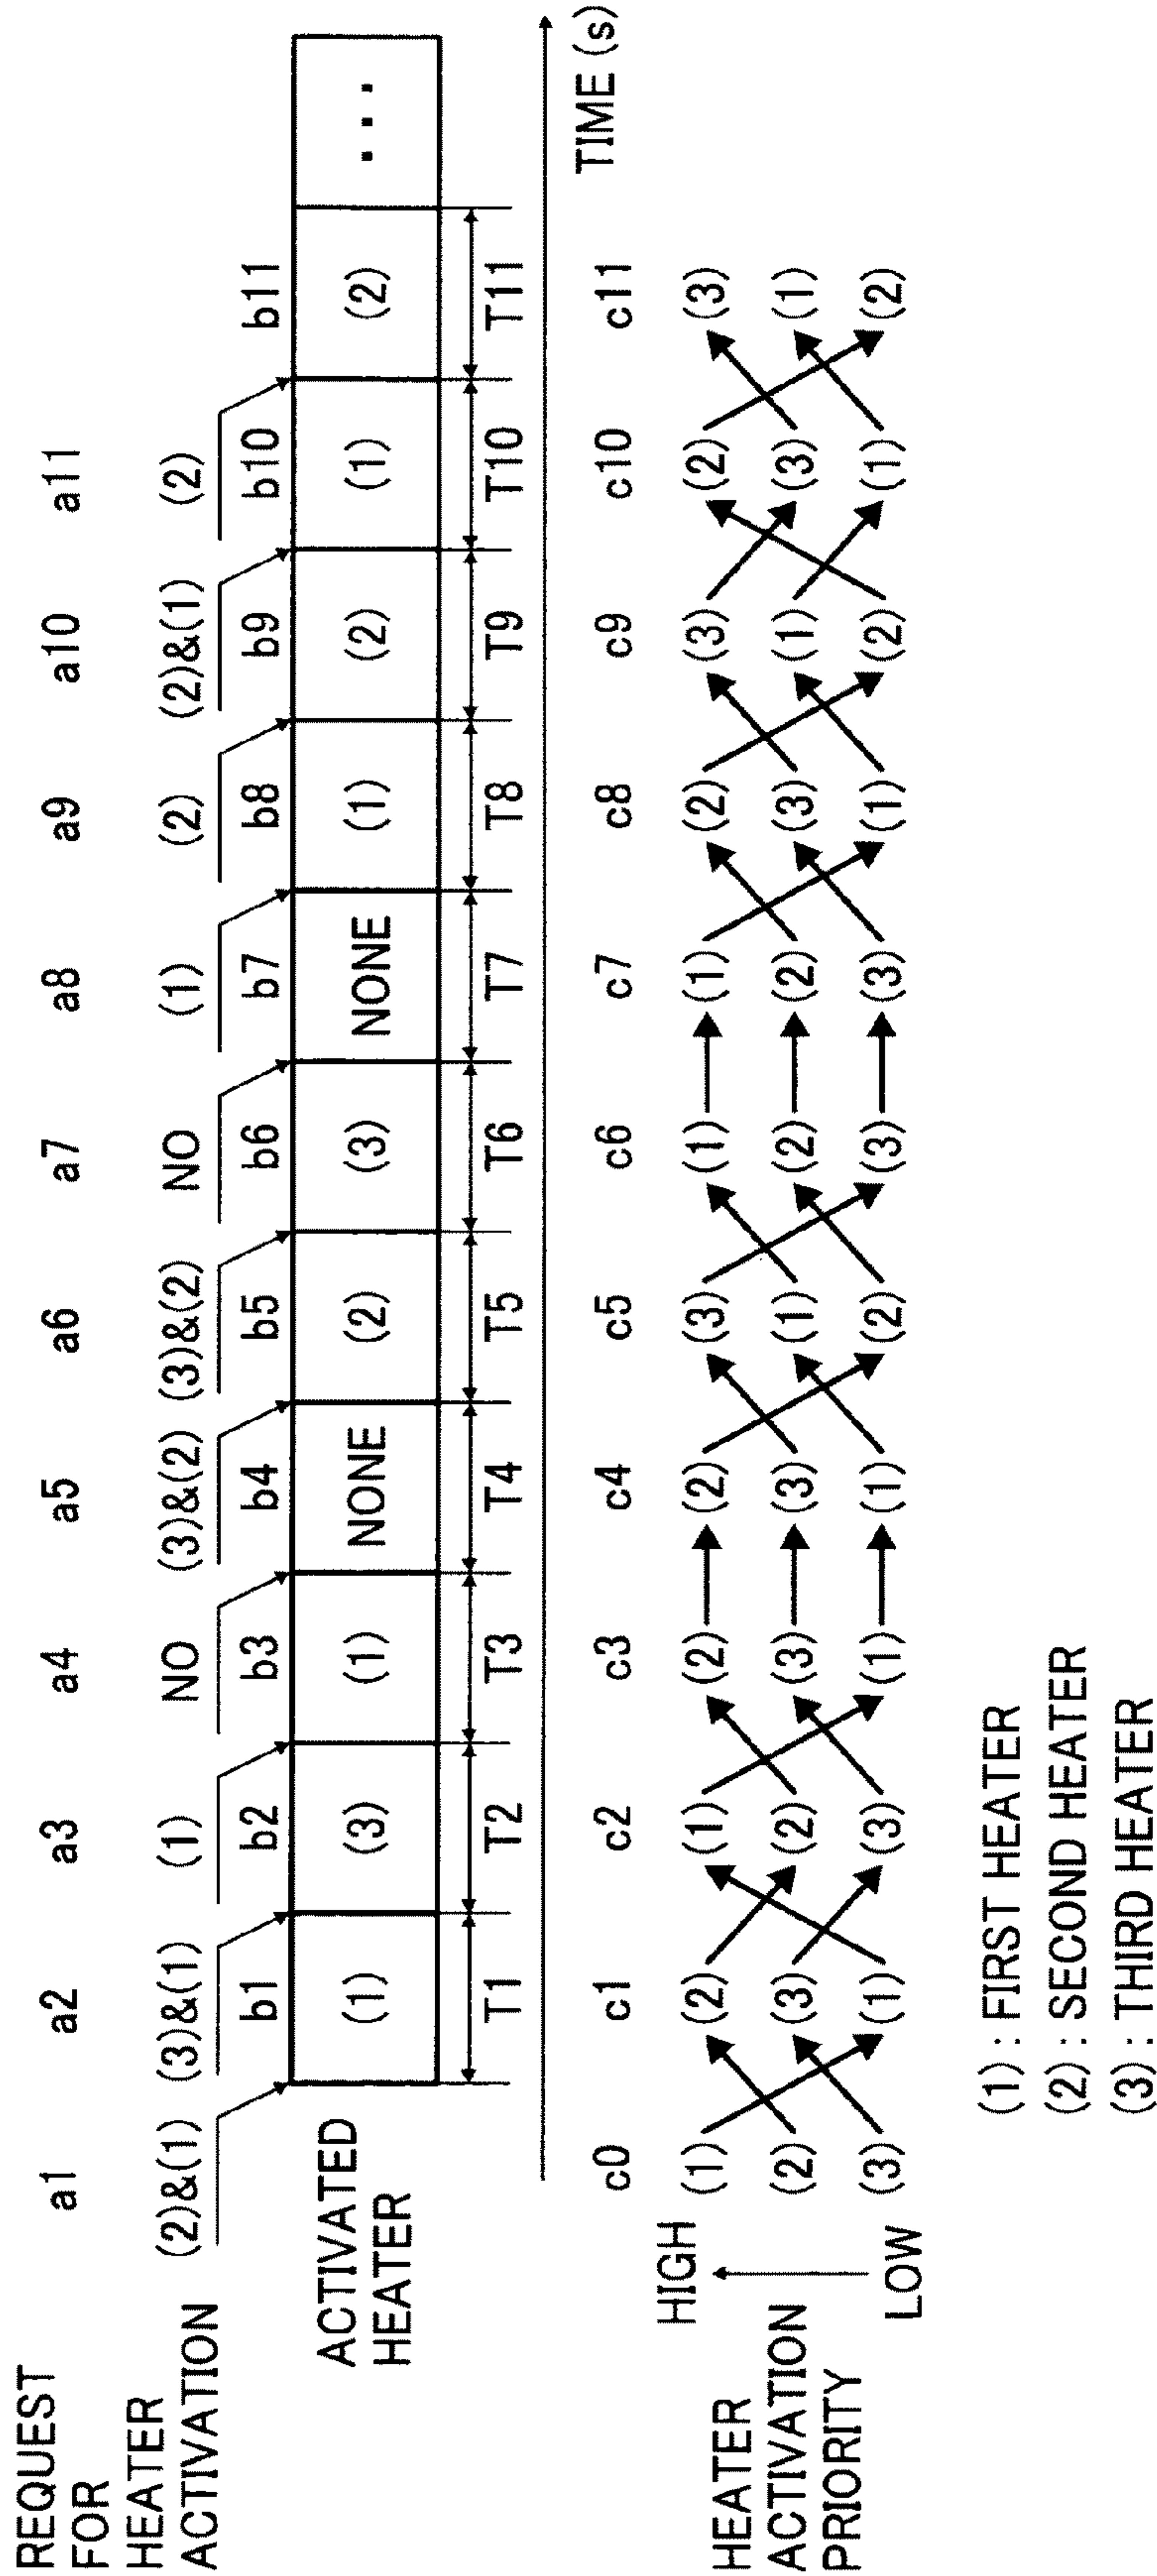 REQUEST
FOR
HEATER
ACTIVATION
a1 a2 a3 a4 a5 a6 a7 a8 a9 a10 a11
(2)&(1) (3)&(1) (1) NO (3)&(2) (3)&(2) NO (1) (2) (2)&(1) (2)
b1 b2 b3 b4 b5 b6 b7 b8 b9 b10 b11
ACTIVATED
HEATER
(1) (3) (1) NONE (2) (3) NONE (1) (2) (1) (2) ...
T1 T2 T3 T4 T5 T6 T7 T8 T9 T10 T11
TIME (s)
c0 c1 c2 c3 c4 c5 c6 c7 c8 c9 c10 c11
HEATER
ACTIVATION
PRIORITY
HIGH
LOW
(1) (2) (1) (2) (2) (3) (1) (1) (2) (3) (2) (3)
(2) (3) (2) (3) (3) (1) (2) (2) (3) (1) (3) (1)
(3) (1) (3) (1) (1) (2) (3) (3) (1) (2) (1) (2)
(1) : FIRST HEATER
(2) : SECOND HEATER
(3) : THIRD HEATER